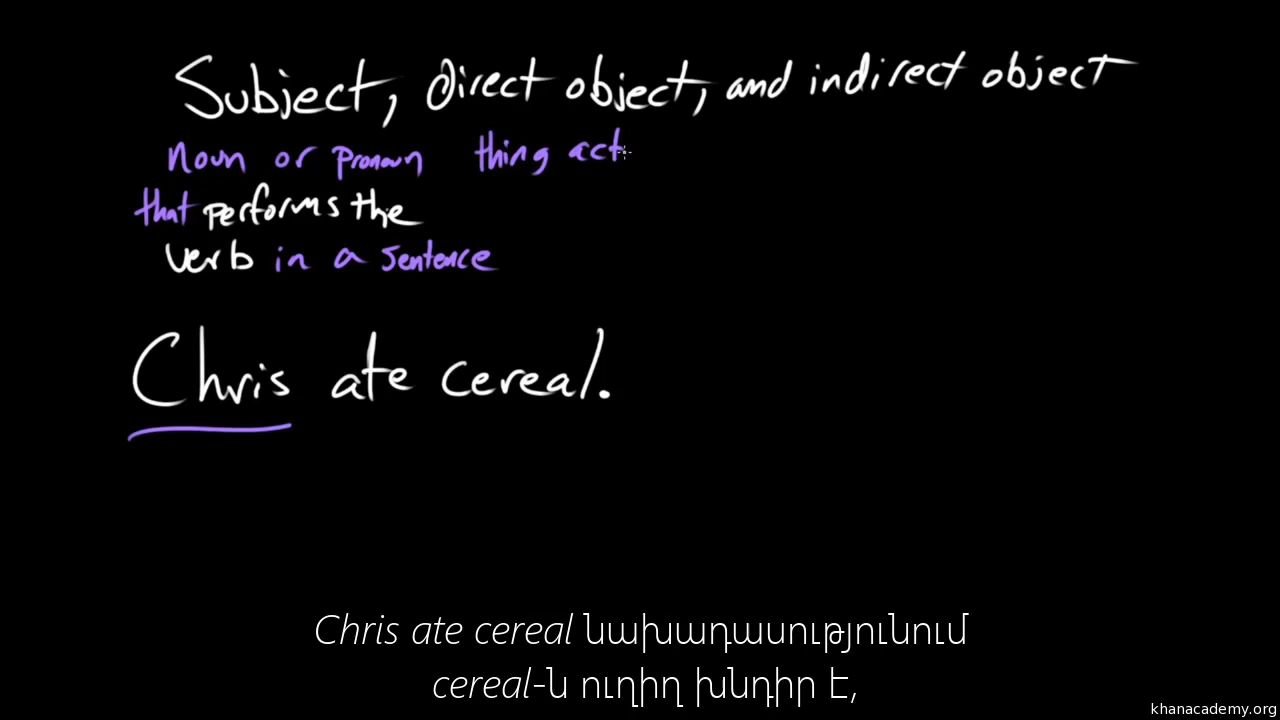 Subject, direct object, and indirect object
noun or pronoun thing act
that performs the
verb in a sentence
Chris ate cereal.
Chris ate cereal նախադասությունում
cereal-ն ուղիղ խնդիր է,
khanacademy.org